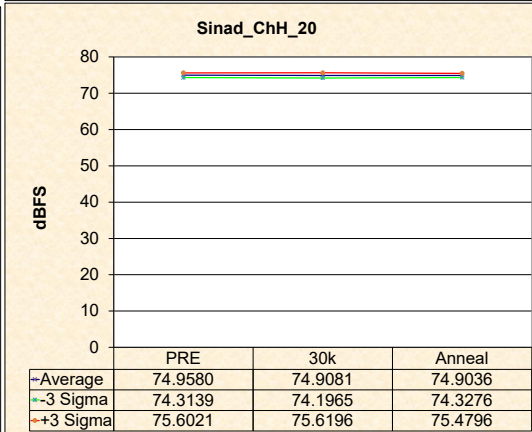 Sinad_ChH_20
dBFS
80
70
60
50
40
30
20
10
0
PRE 30k Anneal
Average 74.9580 74.9081 74.9036
-3 Sigma 74.3139 74.1965 74.3276
+3 Sigma 75.6021 75.6196 75.4796